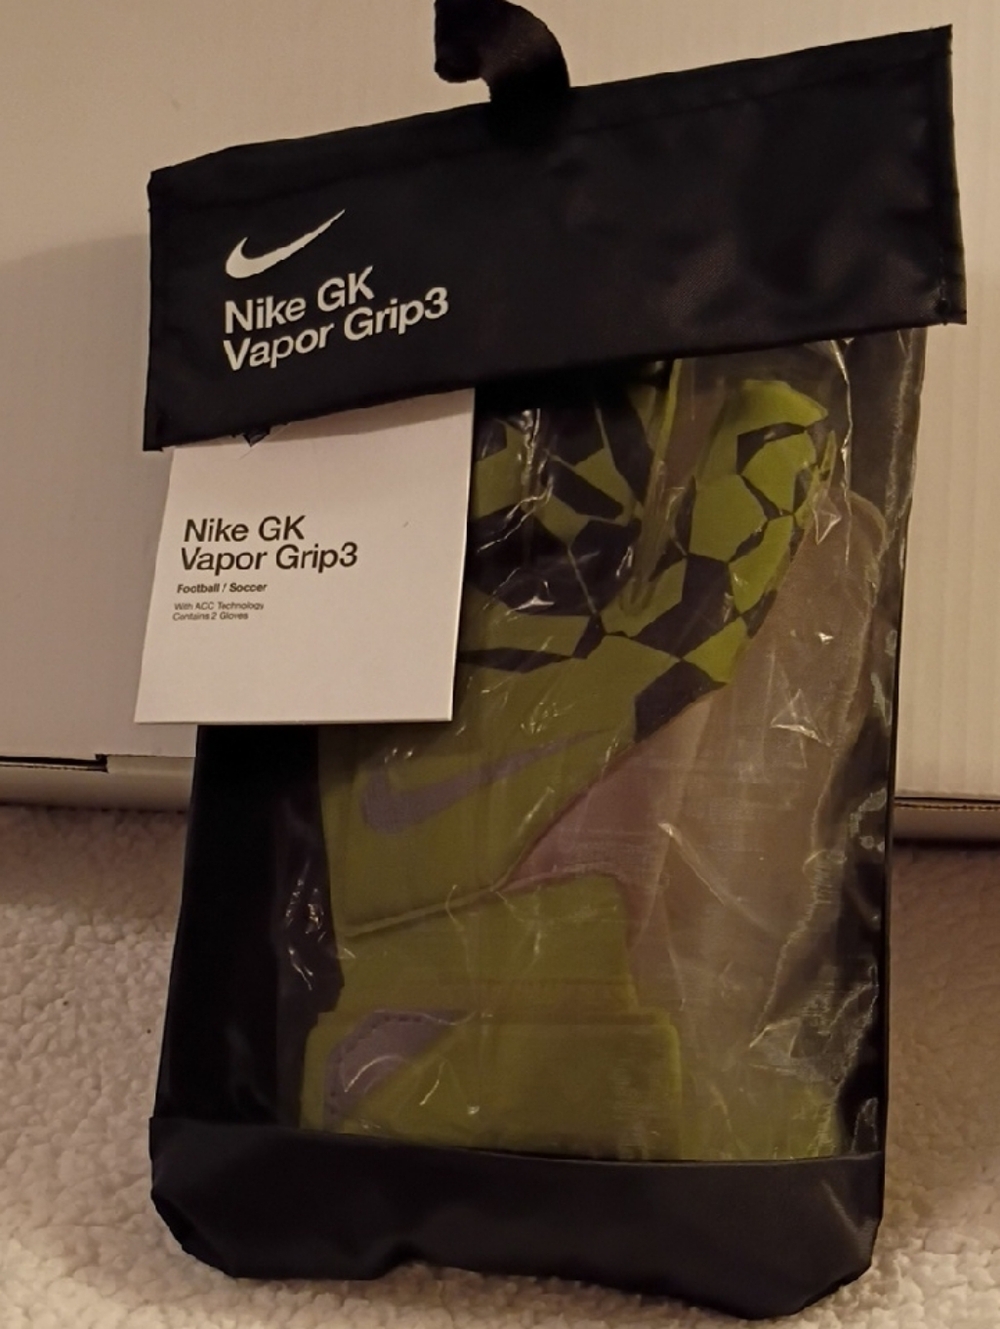 Nike GK
Vapor Grip3
Nike GK
Vapor Grip3
Football / Soccer
With ACC Technology
Contains 2 Gloves